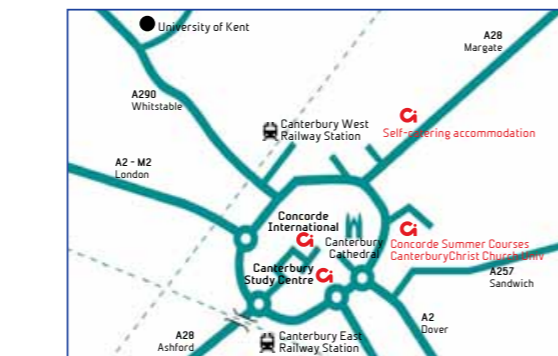 University of Kent
A28
Margate
A290
Whitstable
Canterbury West
Railway Station
Self-catering accommodation
A2 - M2
London
Concorde
International
Canterbury
Cathedral
Concorde Summer Courses
CanterburyChrist Church Univ
Canterbury
Study Centre
A257
Sandwich
A2
Dover
A28
Ashford
Canterbury East
Railway Station